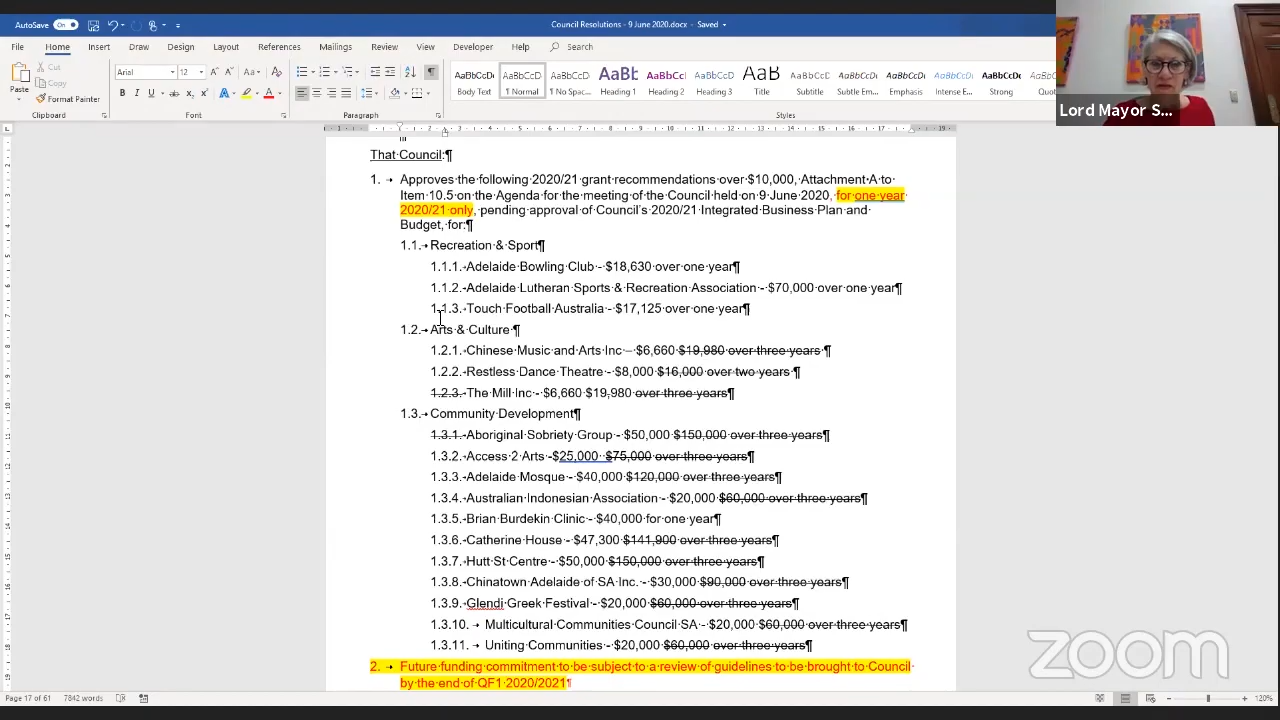 AutoSave On Council Resolutions - 9 June 2020.docx - Saved
File Home Insert Draw Design Layout References Mailings Review View Developer Help Search
Paste Cut Copy Format Painter
Arial 12
B I U
AaBbCcDc AaBbCcD AaBbCcD AaBb AaBbCc AaBbCcD AaB AaBbCcD AaBbCcD AaBbCcDc AaBbCcD AaBbCcD
Body Text ¶ Normal ¶ No Spac... Heading 1 Heading 2 Heading 3 Title Subtitle Subtle Em... Emphasis Intense E... Strong
Clipboard Font Paragraph Styles
Lord Mayor S...
That Council:¶
1. Approves the following 2020/21 grant recommendations over $10,000, Attachment A to
Item 10.5 on the Agenda for the meeting of the Council held on 9 June 2020, for one year
2020/21 only, pending approval of Council's 2020/21 Integrated Business Plan and
Budget, for:¶
1.1. Recreation & Sport¶
1.1.1. Adelaide Bowling Club - $18,630 over one year¶
1.1.2. Adelaide Lutheran Sports & Recreation Association - $70,000 over one year¶
1.1.3. Touch Football Australia - $17,125 over one year¶
1.2. Arts & Culture ¶
1.2.1. Chinese Music and Arts Inc – $6,660 $19,980 over three years ¶
1.2.2. Restless Dance Theatre - $8,000 $16,000 over two years ¶
1.2.3. The Mill Inc - $6,660 $19,980 over three years¶
1.3. Community Development¶
1.3.1. Aboriginal Sobriety Group - $50,000 $150,000 over three years¶
1.3.2. Access 2 Arts -$25,000 $75,000 over three years¶
1.3.3. Adelaide Mosque - $40,000 $120,000 over three years¶
1.3.4. Australian Indonesian Association - $20,000 $60,000 over three years¶
1.3.5. Brian Burdekin Clinic - $40,000 for one year¶
1.3.6. Catherine House - $47,300 $141,900 over three years¶
1.3.7. Hutt St Centre - $50,000 $150,000 over three years¶
1.3.8. Chinatown Adelaide of SA Inc. - $30,000 $90,000 over three years¶
1.3.9. Glendi Greek Festival - $20,000 $60,000 over three years¶
1.3.10. Multicultural Communities Council SA - $20,000 $60,000 over three years¶
1.3.11. Uniting Communities - $20,000 $60,000 over three years¶
2. Future funding commitment to be subject to a review of guidelines to be brought to Council
by the end of QF1 2020/2021¶
zoom
Page 17 of 61 7842 words 120%